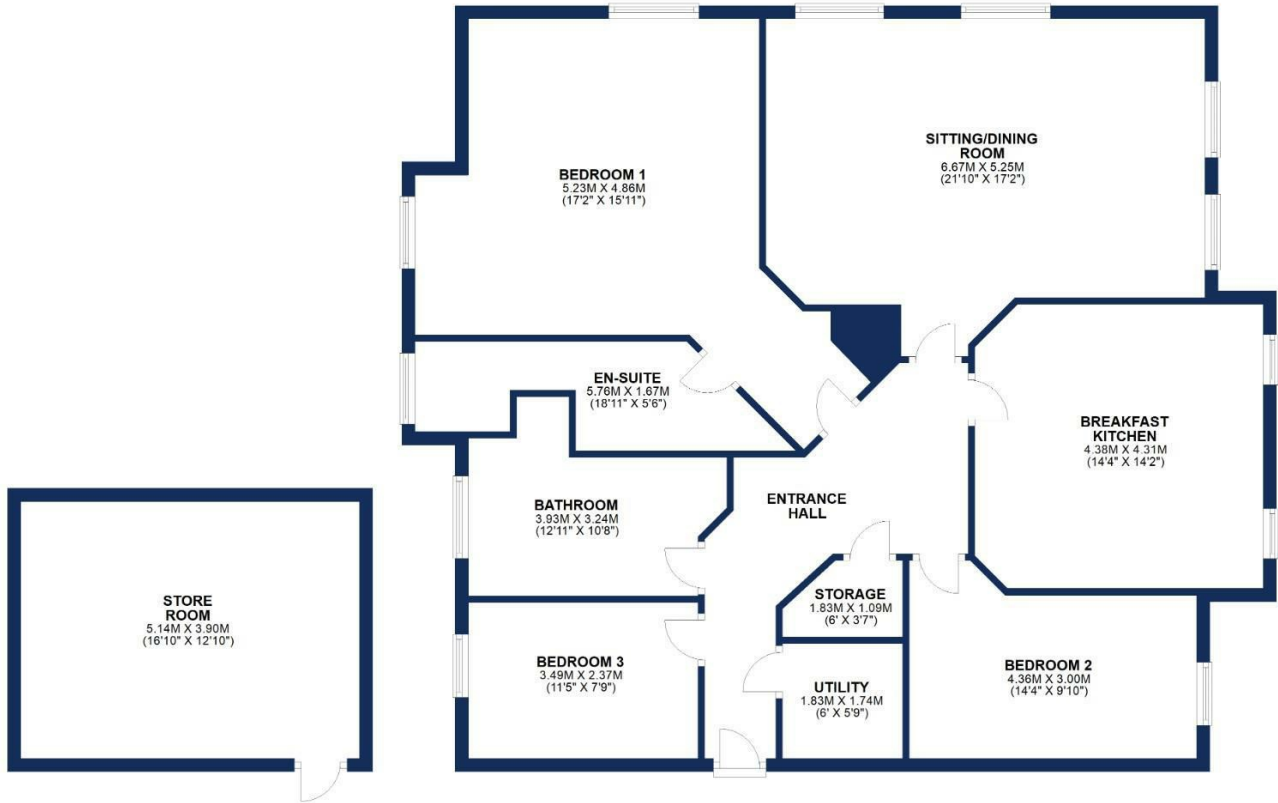 BEDROOM 1
5.23M X 4.86M
(17'2" X 15'11")
SITTING/DINING
ROOM
6.67M X 5.25M
(21'10" X 17'2")
EN-SUITE
5.76M X 1.67M
(18'11" X 5'6")
BREAKFAST
KITCHEN
4.38M X 4.31M
(14'4" X 14'2")
BATHROOM
3.93M X 3.24M
(12'11" X 10'8")
ENTRANCE
HALL
STORE
ROOM
5.14M X 3.90M
(16'10" X 12'10")
STORAGE
1.83M X 1.09M
(6' X 3'7")
BEDROOM 3
3.49M X 2.37M
(11'5" X 7'9")
UTILITY
1.83M X 1.74M
(6' X 5'9")
BEDROOM 2
4.36M X 3.00M
(14'4" X 9'10")